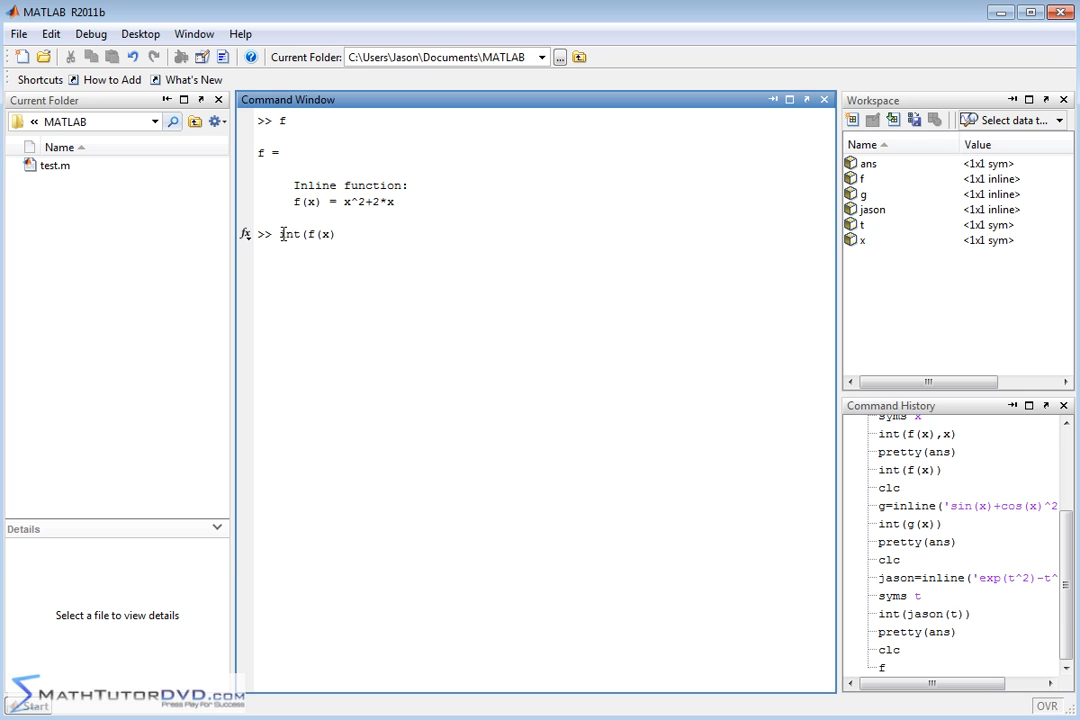 MATLAB R2011b
File Edit Debug Desktop Window Help
Current Folder: C:\Users\Jason\Documents\MATLAB ...
Shortcuts How to Add What's New
Current Folder
« MATLAB
Name
test.m
Details
Select a file to view details
Start
MathTutorDVD.com
Press Play For Success
Command Window
>> f
f =
Inline function:
f(x) = x^2+2*x
fx >> int(f(x)
Workspace
Select data t...
Name Value
ans <1x1 sym>
f <1x1 inline>
g <1x1 inline>
jason <1x1 inline>
t <1x1 sym>
x <1x1 sym>
Command History
syms x
int(f(x),x)
pretty(ans)
int(f(x))
clc
g=inline('sin(x)+cos(x)^2
int(g(x))
pretty(ans)
clc
jason=inline('exp(t^2)-t^
syms t
int(jason(t))
pretty(ans)
clc
f
OVR